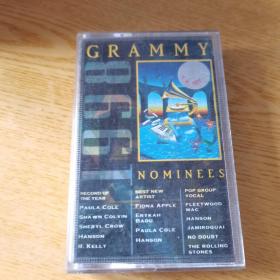 GRAMMY
1998
NOMINEES
RECORD OF
THE YEAR
PAULA COLE
SHAWN COLVIN
SHERYL CROW
HANSON
R. KELLY
BEST NEW
ARTIST
FIONA APPLE
ERYKAH
BADU
PAULA COLE
HANSON
POP GROUP
VOCAL
FLEETWOOD
MAC
HANSON
JAMIROQUAI
NO DOUBT
THE ROLLING
STONES